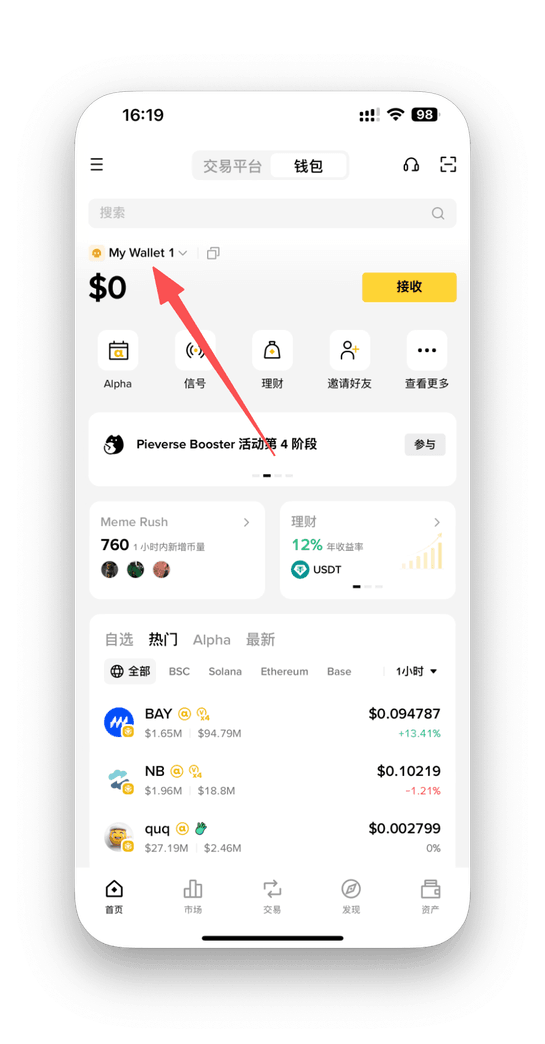 16:19
98
交易平台 钱包
搜索
My Wallet 1
$0
接收
Alpha 信号 理财 邀请好友 查看更多
Pieverse Booster 活动第 4 阶段 参与
Meme Rush
760 1 小时内新增币量
理财
12% 年收益率
USDT
自选 热门 Alpha 最新
全部 BSC Solana Ethereum Base 1小时
BAY x4 $0.094787
$1.65M $94.79M +13.41%
NB x4 $0.10219
$1.96M $18.8M -1.21%
quq $0.002799
$27.19M $2.46M 0%
首页 市场 交易 发现 资产